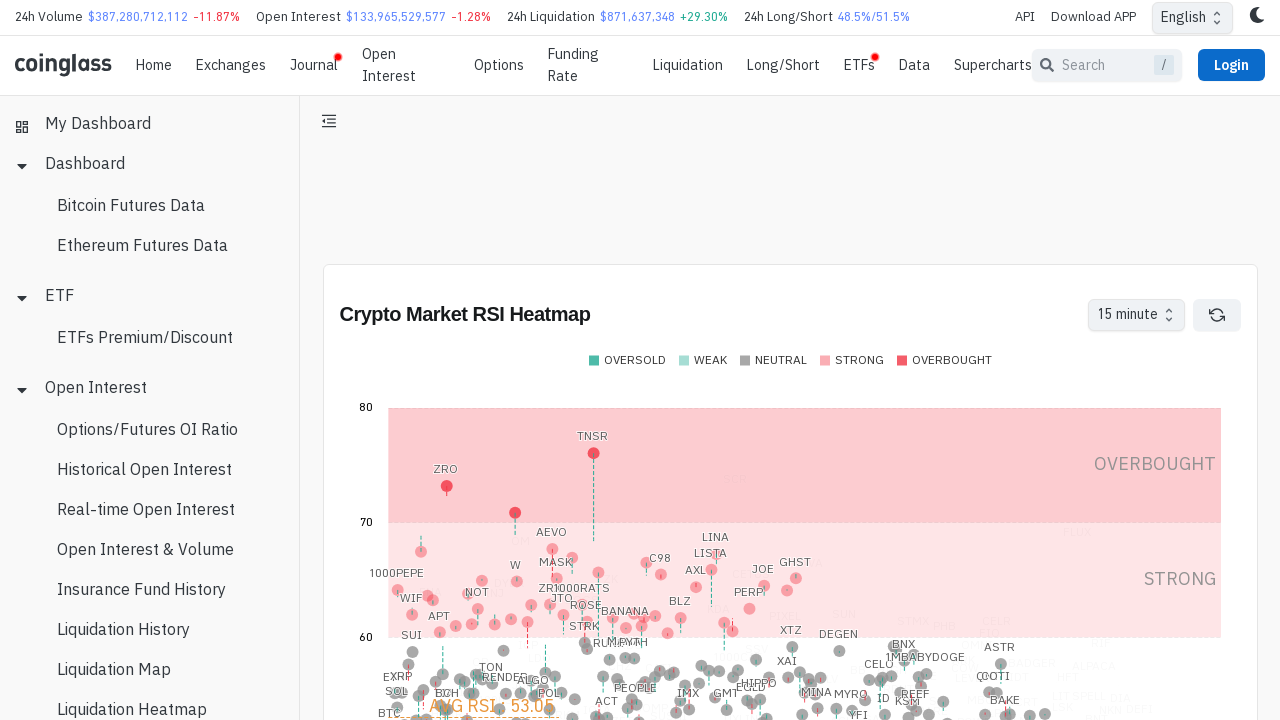 24h Volume $387,280,712,112 -11.87% Open Interest $133,965,529,577 -1.28% 24h Liquidation $871,637,348 +29.30% 24h Long/Short 48.5%/51.5% API Download APP English
coinglass Home Exchanges Journal Open Interest Options Funding Rate Liquidation Long/Short ETFs Data Supercharts Search / Login
My Dashboard
Dashboard
Bitcoin Futures Data
Ethereum Futures Data
ETF
ETFs Premium/Discount
Open Interest
Options/Futures OI Ratio
Historical Open Interest
Real-time Open Interest
Open Interest & Volume
Liquidation History
Liquidation Map
Liquidation Heatmap
Crypto Market RSI Heatmap 15 minute
OVERSOLD WEAK NEUTRAL STRONG OVERBOUGHT
80
TNSR
OVERBOUGHT
ZRO
70
AEVO
LINA
LISTA
MASK C98 GHST
W AXL JOE
1000PEPE STRONG
NOT 1000RATS PERP
WIF JTO BLZ
ROSE
APT BANANA
STRK XTZ
60
SUI DEGEN
BNX ASTR
1MBABYDOGE
XAI
TON CELO
EXRP RENDER ALGO HIPPO COTI
SOL BCH POL PEOPLE IMX GMT EGLD MINA MYRO ID REEF
AVG RSI : 53.05 ACT KSM BAKE
BTC YFI